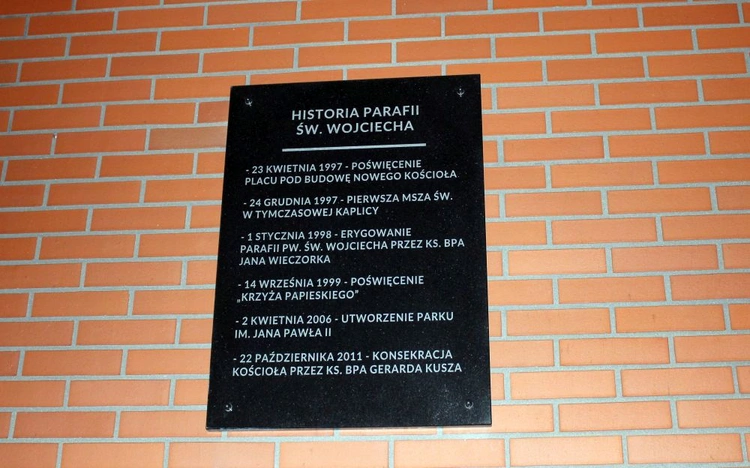 HISTORIA PARAFII
ŚW. WOJCIECHA
- 23 KWIETNIA 1997 - POŚWIĘCENIE
PLACU POD BUDOWĘ NOWEGO KOŚCIOŁA
- 24 GRUDNIA 1997 - PIERWSZA MSZA ŚW.
W TYMCZASOWEJ KAPLICY
- 1 STYCZNIA 1998 - ERYGOWANIE
PARAFII PW. ŚW. WOJCIECHA PRZEZ KS. BPA
JANA WIECZORKA
- 14 WRZEŚNIA 1999 - POŚWIĘCENIE
„KRZYŻA PAPIESKIEGO”
- 2 KWIETNIA 2006 - UTWORZENIE PARKU
IM. JANA PAWŁA II
- 22 PAŹDZIERNIKA 2011 - KONSEKRACJA
KOŚCIOŁA PRZEZ KS. BPA GERARDA KUSZA